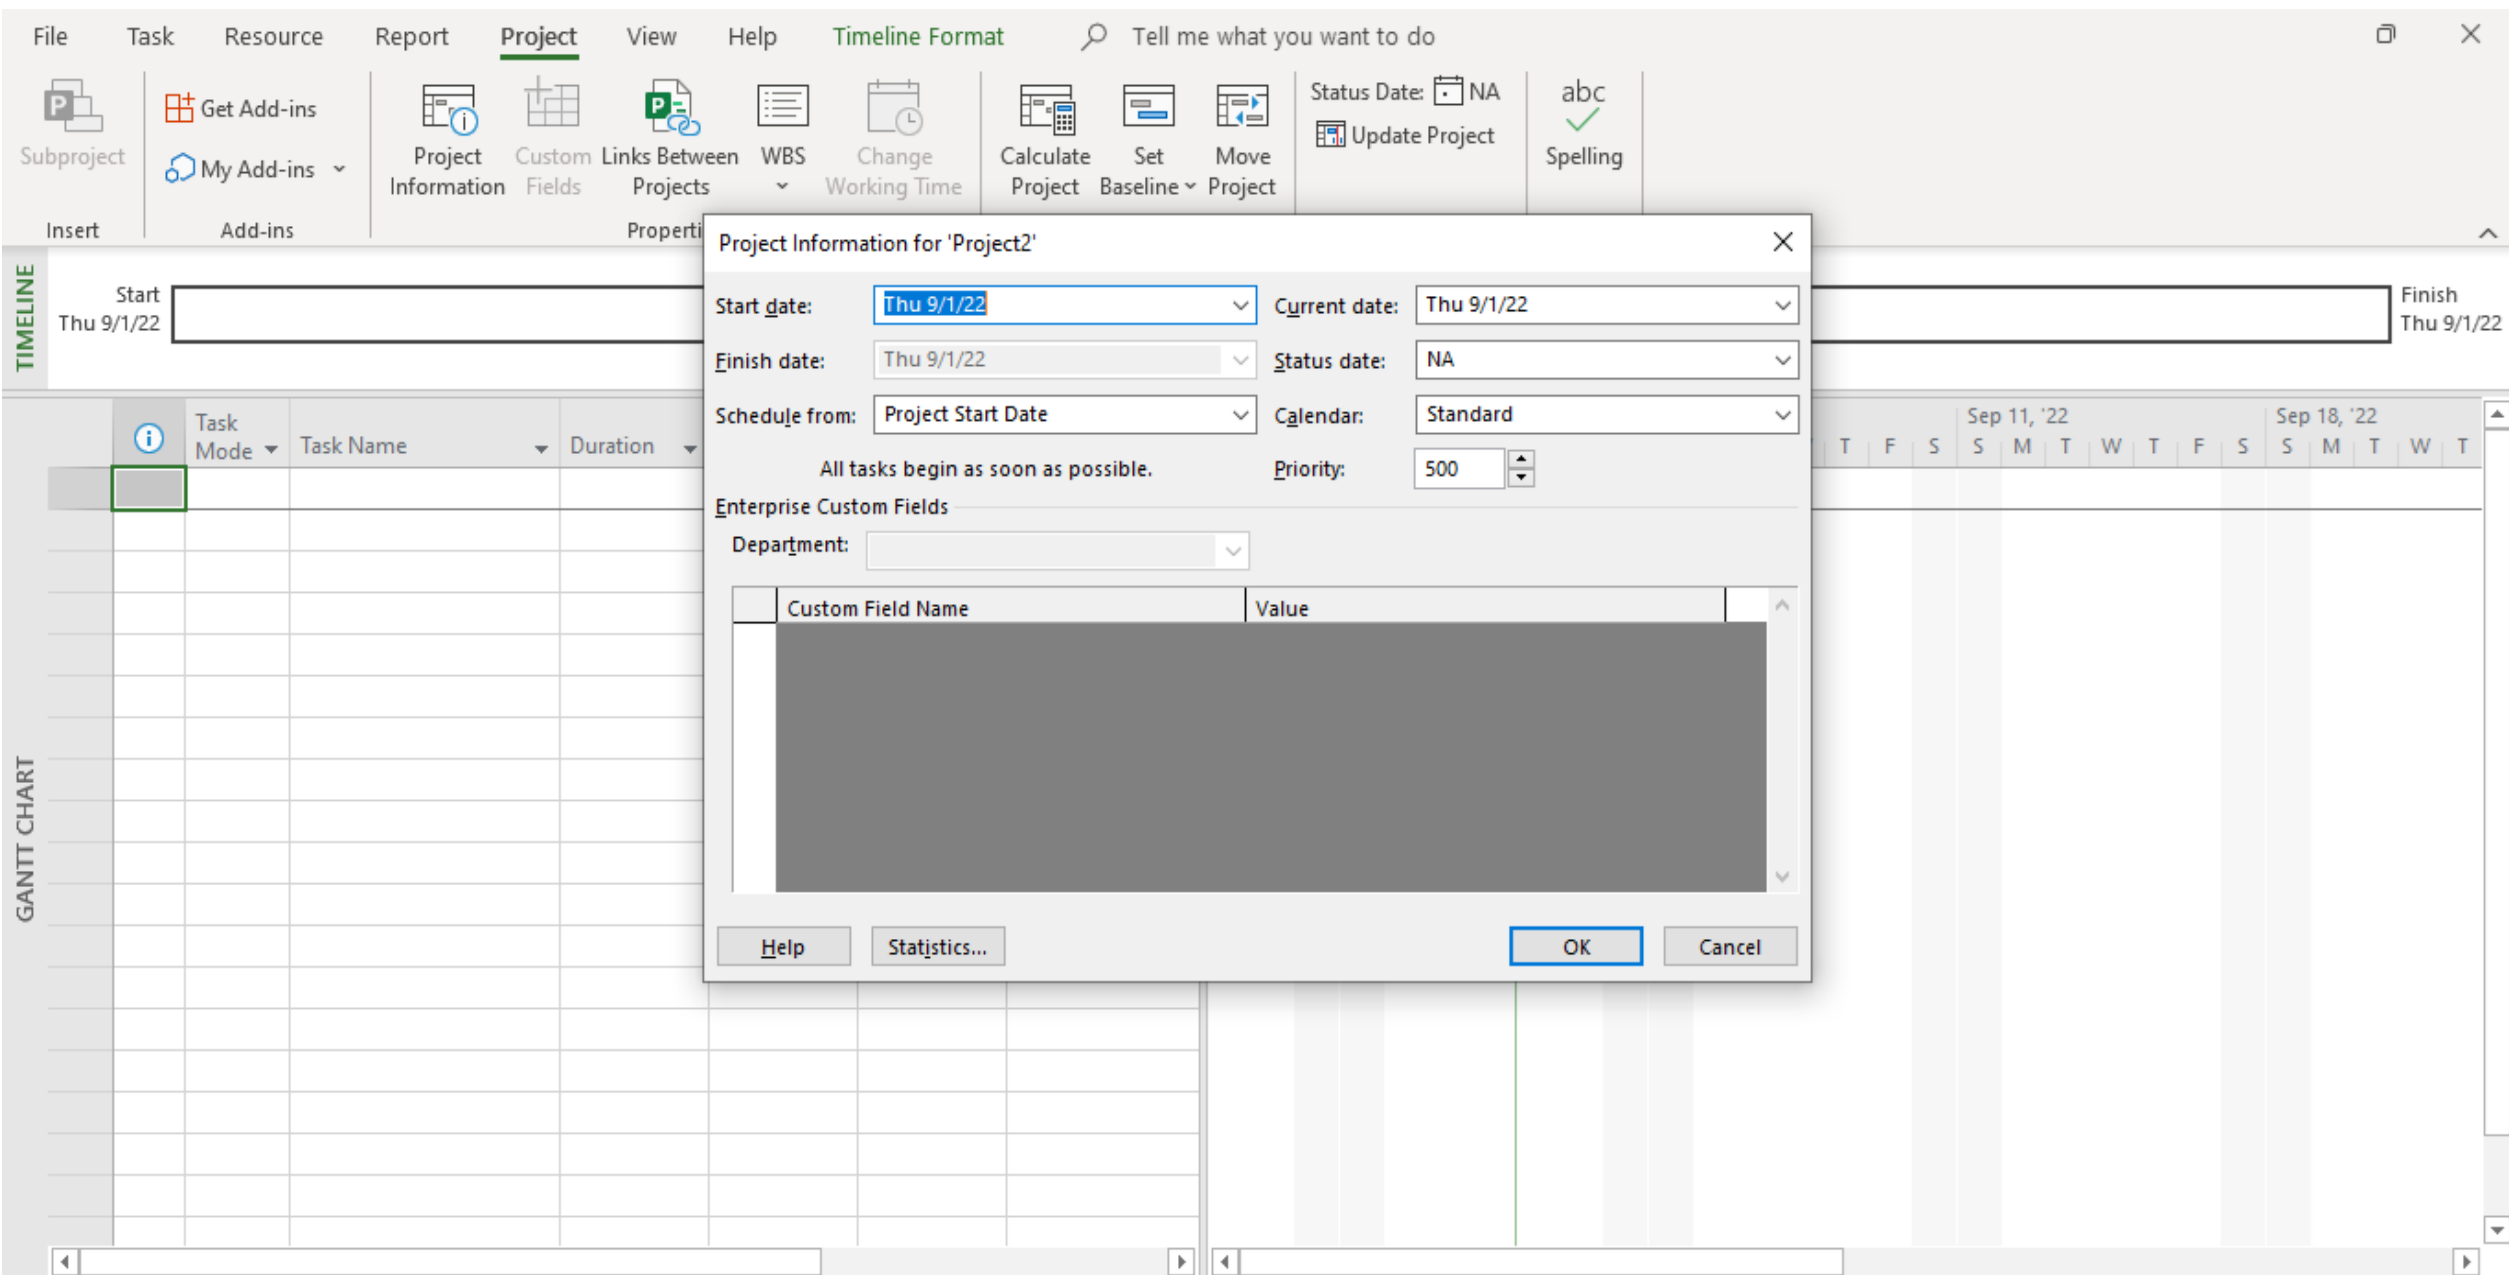 File Task Resource Report Project View Help Timeline Format Tell me what you want to do
Subproject
Get Add-ins
My Add-ins
Project Information
Custom Fields
Links Between Projects
WBS
Change Working Time
Calculate Project
Set Baseline
Move Project
Status Date: NA
Update Project
abc
Spelling
Insert Add-ins Properti
TIMELINE
Start
Thu 9/1/22
Finish
Thu 9/1/22
Project Information for 'Project2'
Start date: Thu 9/1/22 Current date: Thu 9/1/22
Finish date: Thu 9/1/22 Status date: NA
Schedule from: Project Start Date Calendar: Standard
All tasks begin as soon as possible. Priority: 500
Enterprise Custom Fields
Department:
Custom Field Name Value
Help Statistics... OK Cancel
GANTT CHART
Task Mode Task Name Duration
Sep 11, '22 Sep 18, '22
T F S S M T W T F S S M T W T